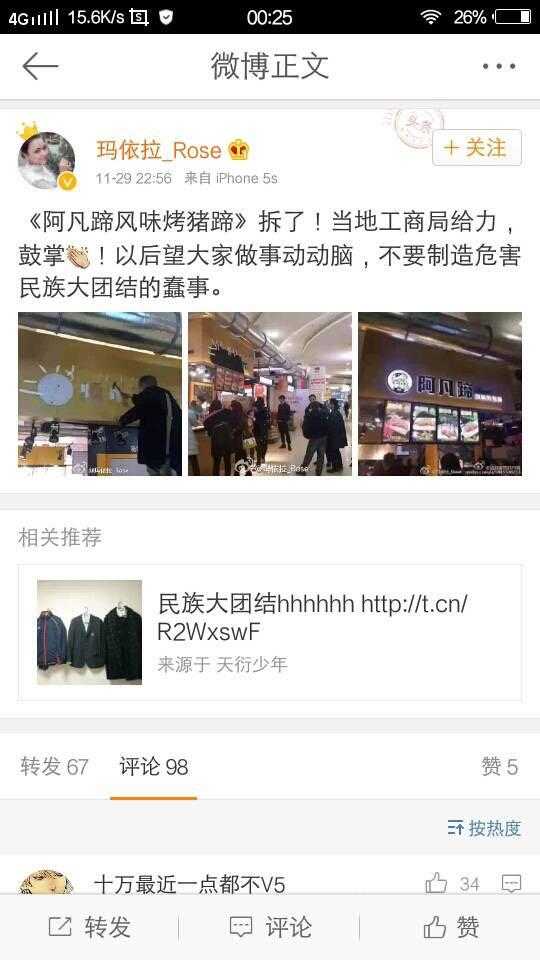 4G 15.6K/s 00:25 26%
微博正文
头条
玛依拉_Rose
+ 关注
11-29 22:56 来自 iPhone 5s
《阿凡蹄风味烤猪蹄》拆了！当地工商局给力，
鼓掌👏！以后望大家做事动动脑，不要制造危害
民族大团结的蠢事。
阿凡蹄
相关推荐
民族大团结hhhhhh http://t.cn/
R2WxswF
来源于 天衍少年
转发 67 评论 98 赞 5
按热度
十万最近一点都不V5 34
转发 评论 赞